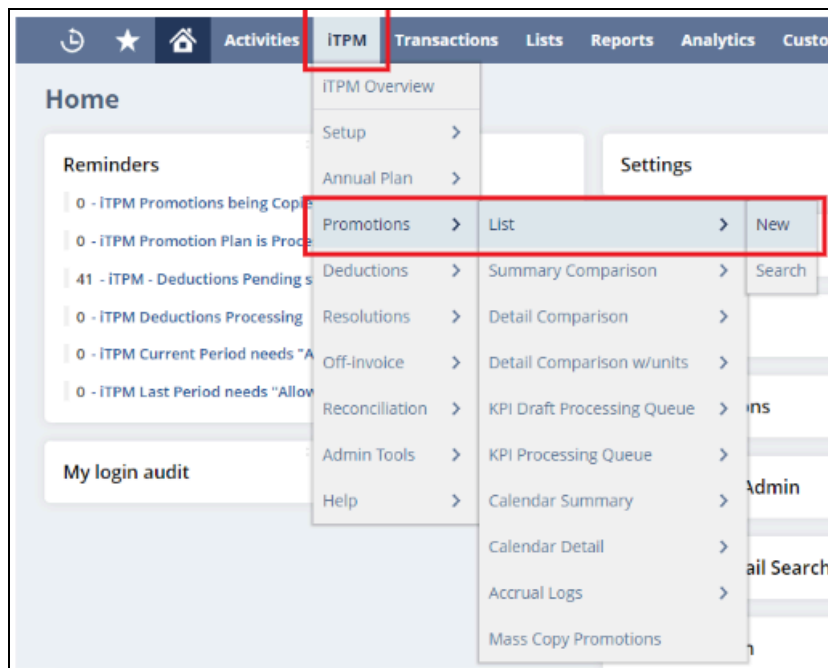 Activities iTPM Transactions Lists Reports Analytics Custo
Home
iTPM Overview
Setup
Annual Plan
Promotions
Deductions
Resolutions
Off-invoice
Reconciliation
Admin Tools
Help
List
Summary Comparison
Detail Comparison
Detail Comparison w/units
KPI Draft Processing Queue
KPI Processing Queue
Calendar Summary
Calendar Detail
Accrual Logs
Mass Copy Promotions
New
Search
Reminders
0 - iTPM Promotions being Copie
0 - iTPM Promotion Plan is Proce
41 - iTPM - Deductions Pending s
0 - iTPM Deductions Processing
0 - iTPM Current Period needs "A
0 - iTPM Last Period needs "Allow
My login audit
Settings
ons
Admin
ail Search